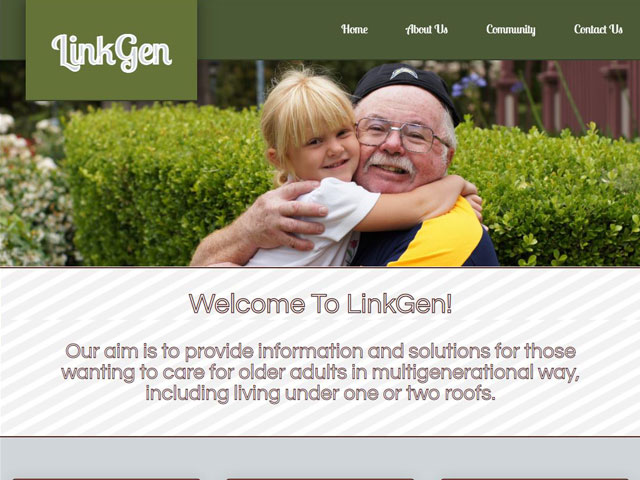 LinkGen
Home About Us Community Contact Us
Welcome To LinkGen!
Our aim is to provide information and solutions for those
wanting to care for older adults in multigenerational way,
including living under one or two roofs.